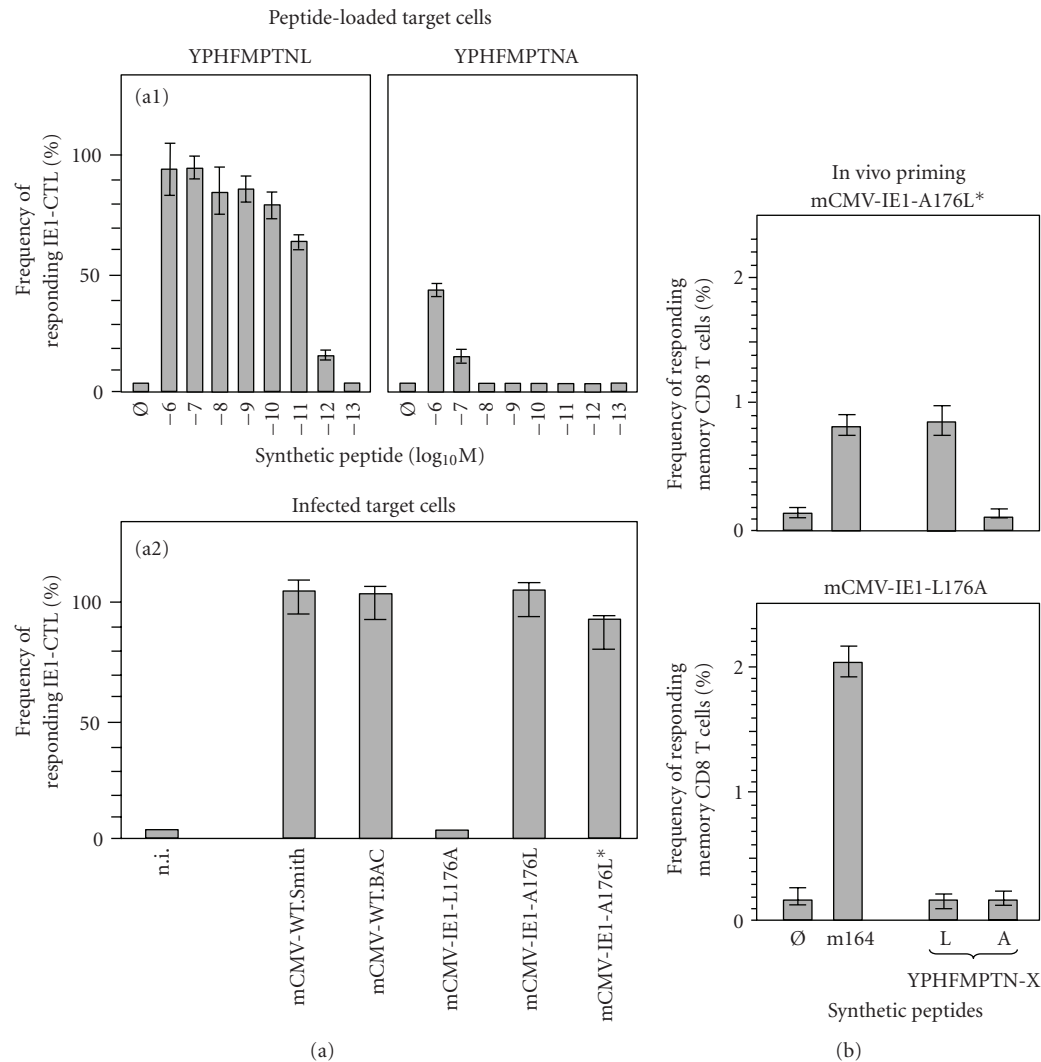 Peptide-loaded target cells
YPHFMPTNL
YPHFMPTNA
(a1)
Frequency of
responding IE1-CTL (%)
100
50
0
Ø
−6
−7
−8
−9
−10
−11
−12
−13
Ø
−6
−7
−8
−9
−10
−11
−12
−13
Synthetic peptide (log₁₀M)
Infected target cells
(a2)
Frequency of
responding IE1-CTL (%)
100
50
0
n.i.
mCMV-WT.Smith
mCMV-WT.BAC
mCMV-IE1-L176A
mCMV-IE1-A176L
mCMV-IE1-A176L*
(a)
In vivo priming
mCMV-IE1-A176L*
Frequency of responding
memory CD8 T cells (%)
2
1
0
mCMV-IE1-L176A
Frequency of responding
memory CD8 T cells (%)
2
1
0
Ø
m164
L
A
YPHFMPTN-X
Synthetic peptides
(b)